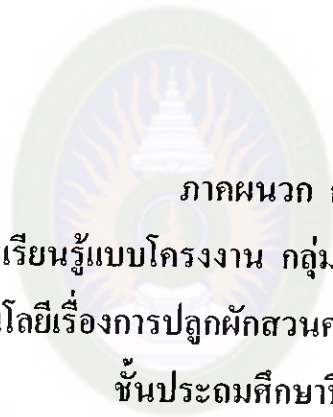 ภาคผนวก
เรียนรู้แบบโครงงาน กลุ่ม
โลยีเรื่องการปลูกผักสวนค
ชั้นประถมศึกษาที